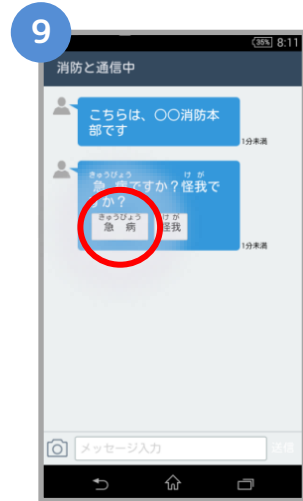 9
35% 8:11
消防と通信中
こちらは、〇〇消防本
部です
1分未満
きゅうびょう けが
急 病ですか？怪我で
すか？
きゅうびょう けが
急 病 怪我
1分未満
メッセージ入力 送信